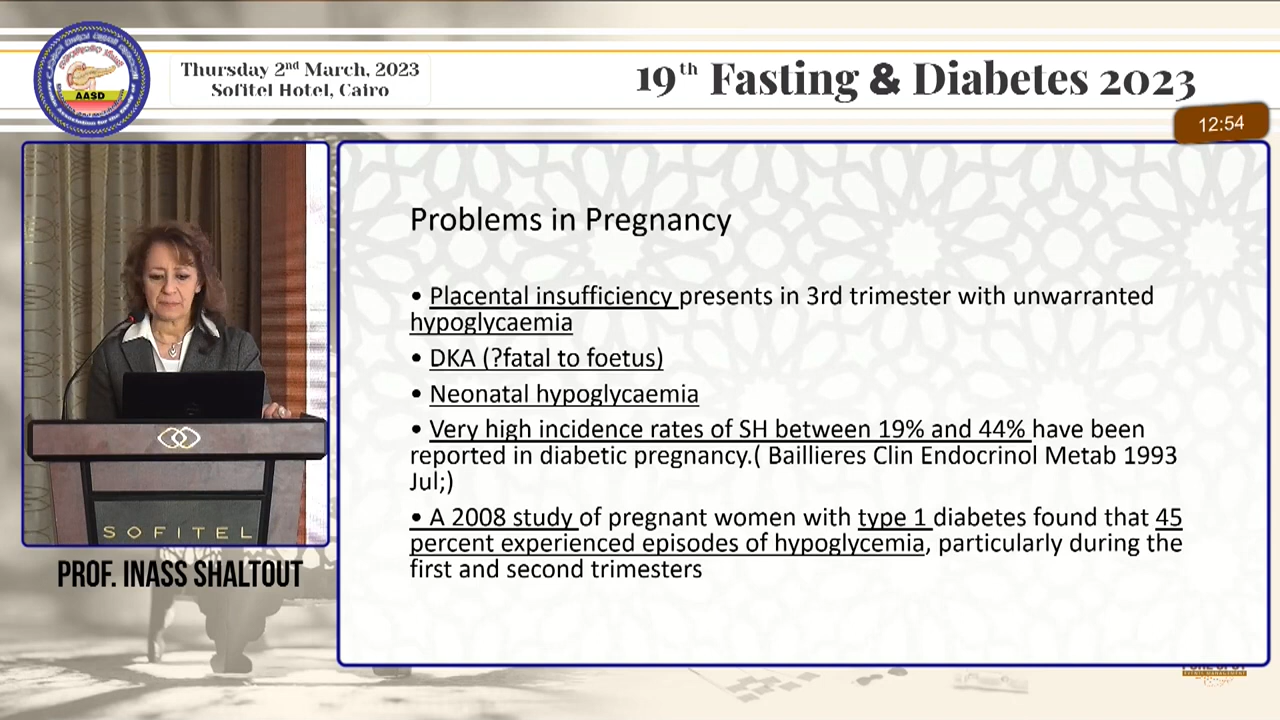 Thursday 2nd March, 2023
Sofitel Hotel, Cairo
19th Fasting & Diabetes 2023
AASD
12:54
Problems in Pregnancy
• Placental insufficiency presents in 3rd trimester with unwarranted
hypoglycaemia
• DKA (?fatal to foetus)
• Neonatal hypoglycaemia
• Very high incidence rates of SH between 19% and 44% have been
reported in diabetic pregnancy.( Baillieres Clin Endocrinol Metab 1993
Jul;)
• A 2008 study of pregnant women with type 1 diabetes found that 45
percent experienced episodes of hypoglycemia, particularly during the
first and second trimesters
SOFITEL
PROF. INASS SHALTOUT